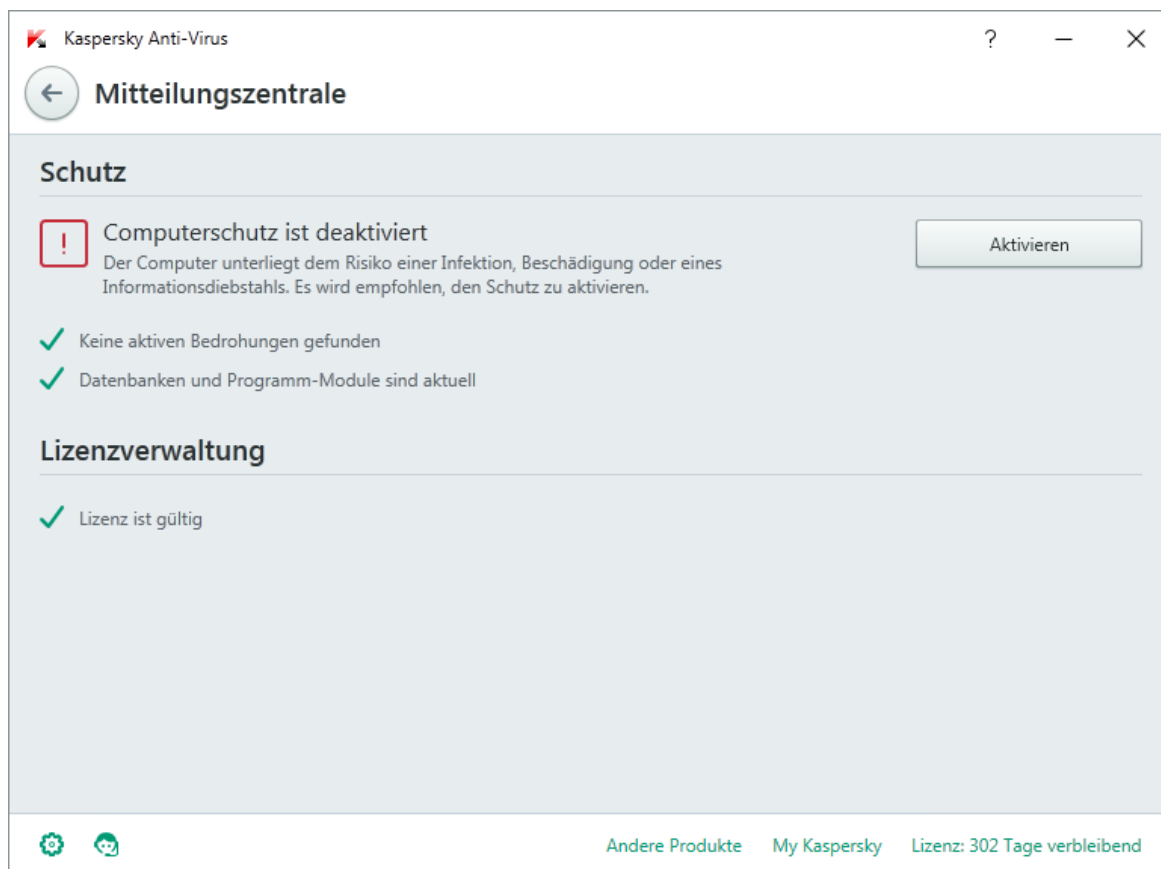 Kaspersky Anti-Virus
?
Mitteilungszentrale
Schutz
!
Computerschutz ist deaktiviert
Aktivieren
Der Computer unterliegt dem Risiko einer Infektion, Beschädigung oder eines
Informationsdiebstahls. Es wird empfohlen, den Schutz zu aktivieren.
Keine aktiven Bedrohungen gefunden
Datenbanken und Programm-Module sind aktuell
Lizenzverwaltung
Lizenz ist gültig
Andere Produkte My Kaspersky Lizenz: 302 Tage verbleibend